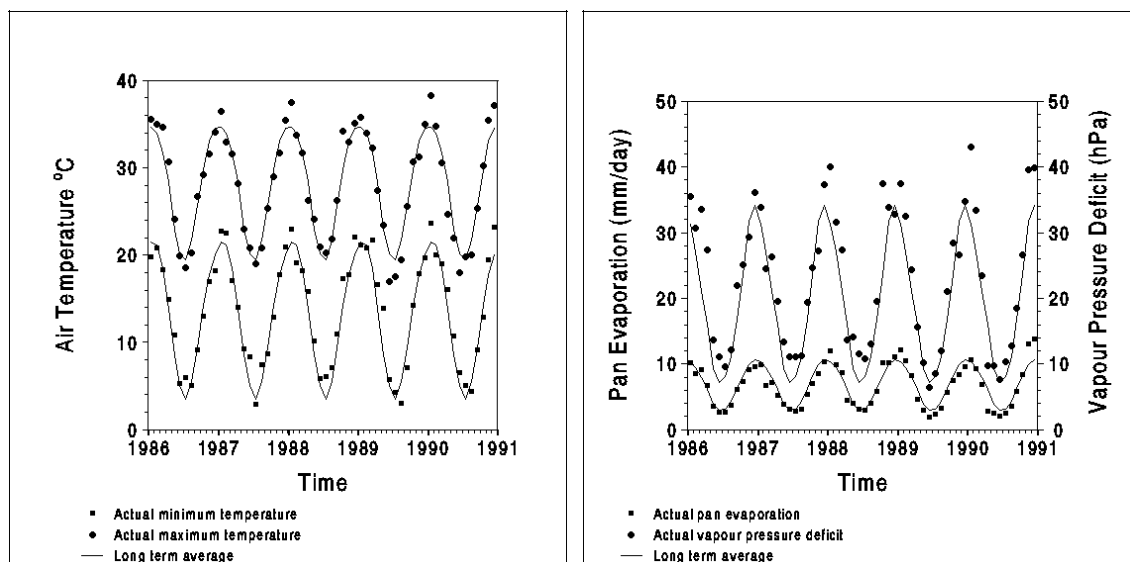 40
30
20
10
0
Air Temperature ºC
1986 1987 1988 1989 1990 1991
Time
Actual minimum temperature
Actual maximum temperature
Long term average
50
40
30
20
10
0
Pan Evaporation (mm/day)
50
40
30
20
10
0
Vapour Pressure Deficit (hPa)
1986 1987 1988 1989 1990 1991
Time
Actual pan evaporation
Actual vapour pressure deficit
Long term average